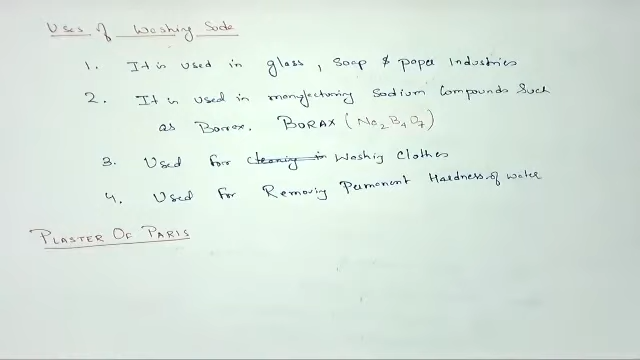 Uses of Washing Soda
1. It is used in glass, Soap & paper Industries
2. It is used in manufacturing Sodium Compounds Such
as Borax. BORAX (Na2B4O7)
3. Used for Cleaning in Washing Clothes
4. Used for Removing Permanent Hardness of water
PLASTER OF PARIS